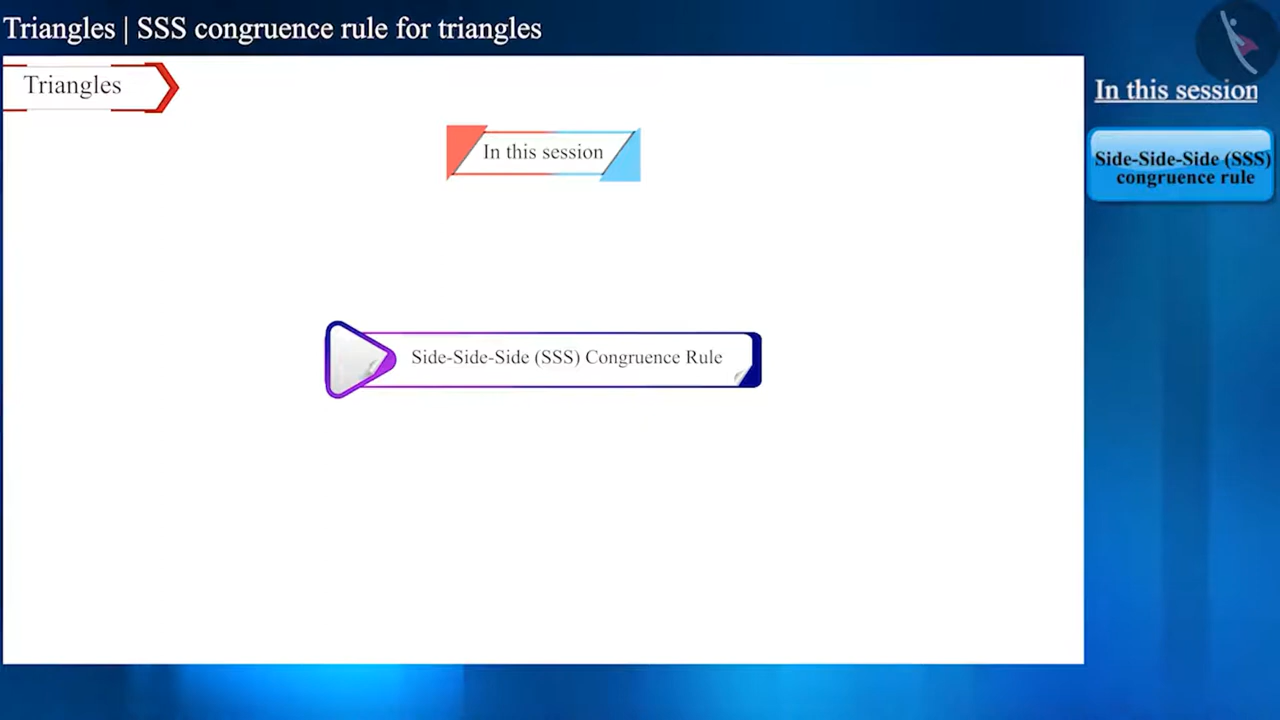 Triangles | SSS congruence rule for triangles
Triangles
In this session
Side-Side-Side (SSS) Congruence Rule
In this session
Side-Side-Side (SSS)
congruence rule